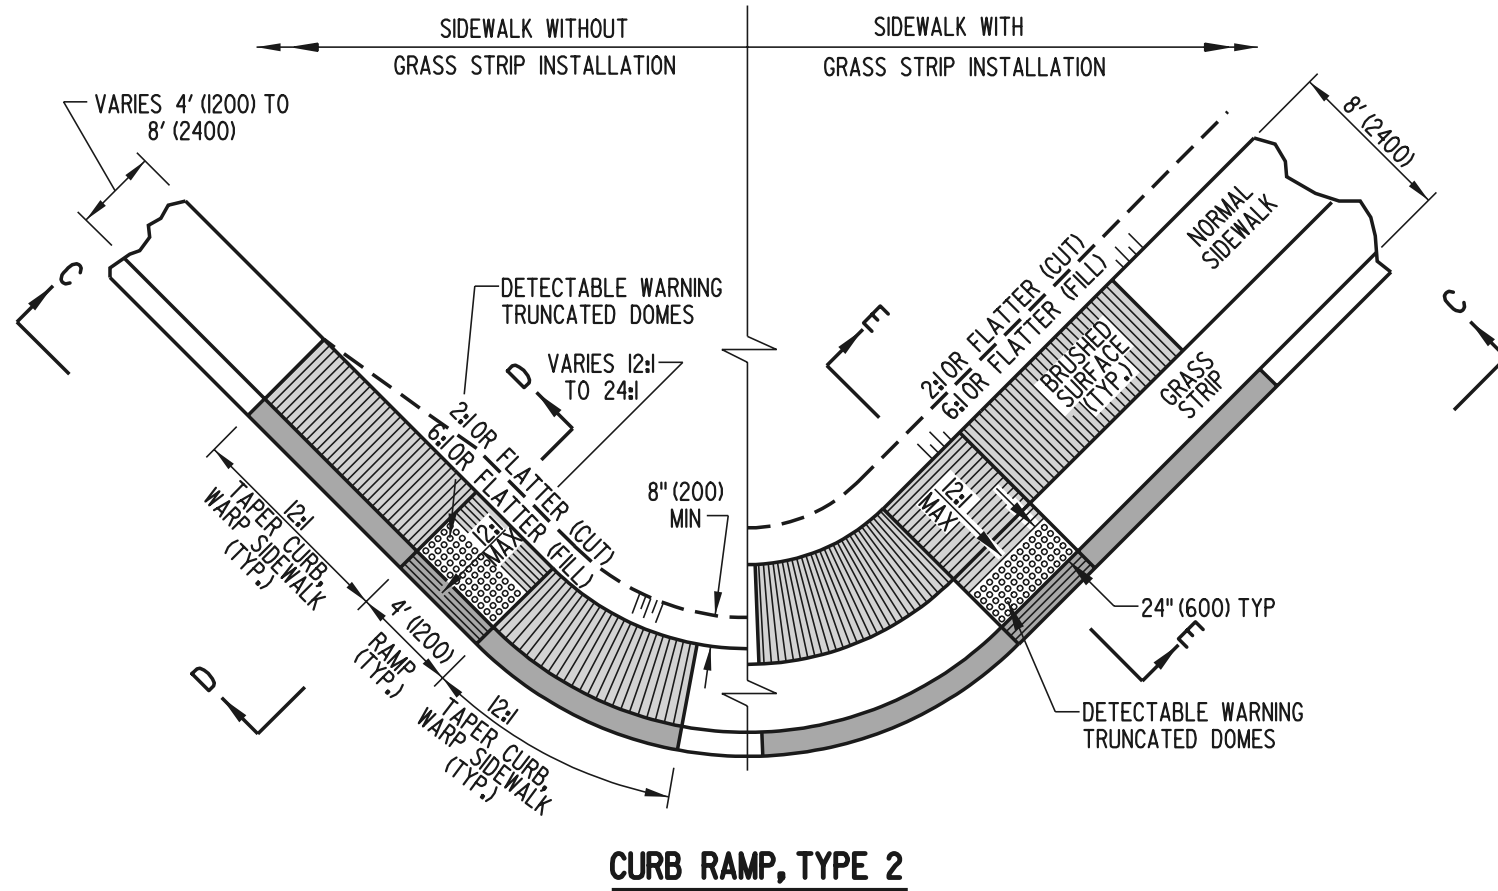 SIDEWALK WITHOUT
GRASS STRIP INSTALLATION
SIDEWALK WITH
GRASS STRIP INSTALLATION
VARIES 4' (1200) TO
8' (2400)
8' (2400)
C
DETECTABLE WARNING
TRUNCATED DOMES
VARIES 12:1
TO 24:1
D
2:1 OR FLATTER (CUT)
6:1 OR FLATTER (FILL)
12:1
MAX
8" (200)
MIN
12:1
TAPER CURB,
WARP SIDEWALK
(TYP.)
4' (1200)
RAMP
(TYP.)
12:1
TAPER CURB,
WARP SIDEWALK
(TYP.)
D
E
2:1 OR FLATTER (CUT)
6:1 OR FLATTER (FILL)
NORMAL
SIDEWALK
BRUSHED
SURFACE
(TYP.)
GRASS
STRIP
C
12:1
MAX
24" (600) TYP
E
DETECTABLE WARNING
TRUNCATED DOMES
CURB RAMP, TYPE 2